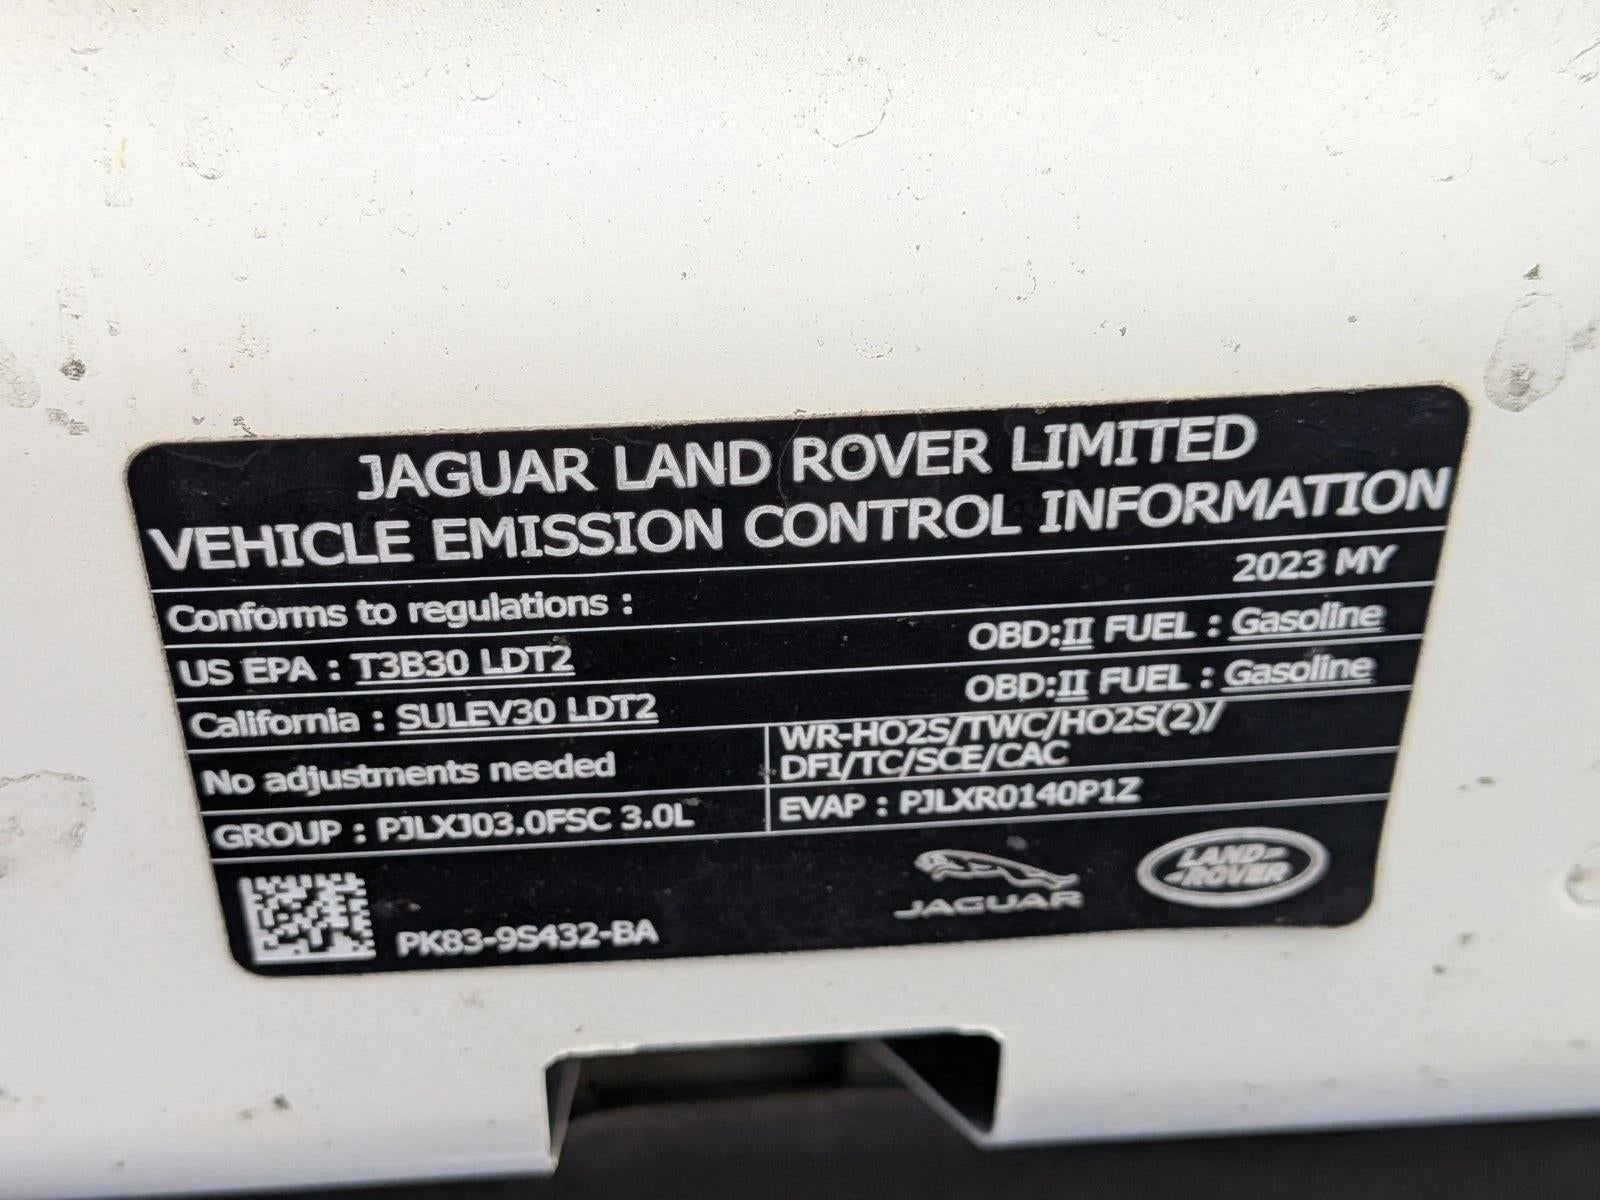 JAGUAR LAND ROVER LIMITED
VEHICLE EMISSION CONTROL INFORMATION
Conforms to regulations : 2023 MY
US EPA : T3B30 LDT2 OBD:II FUEL : Gasoline
California : SULEV30 LDT2 OBD:II FUEL : Gasoline
No adjustments needed
WR-HO2S/TWC/HO2S(2)/
DFI/TC/SCE/CAC
GROUP : PJLXJ03.0FSC 3.0L
EVAP : PJLXR0140P1Z
PK83-9S432-BA
JAGUAR
LAND-
-ROVER